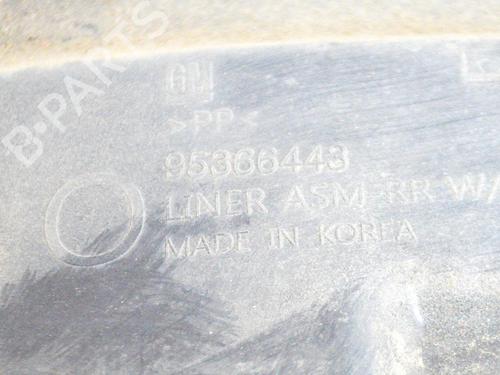 B-PARTS
GM
>PP<
95366443
LINER ASM-RR W/
MADE IN KOREA